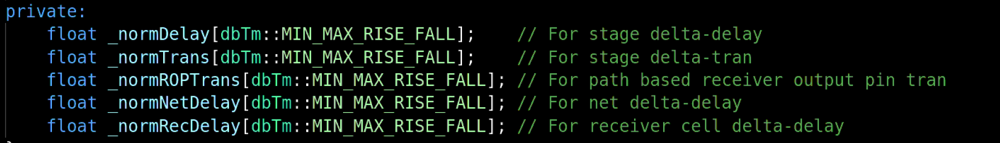 private:
    float _normDelay[dbTm::MIN_MAX_RISE_FALL];    // For stage delta-delay
    float _normTrans[dbTm::MIN_MAX_RISE_FALL];    // For stage delta-tran
    float _normROPTrans[dbTm::MIN_MAX_RISE_FALL]; // For path based receiver output pin tran
    float _normNetDelay[dbTm::MIN_MAX_RISE_FALL]; // For net delta-delay
    float _normRecDelay[dbTm::MIN_MAX_RISE_FALL]; // For receiver cell delta-delay